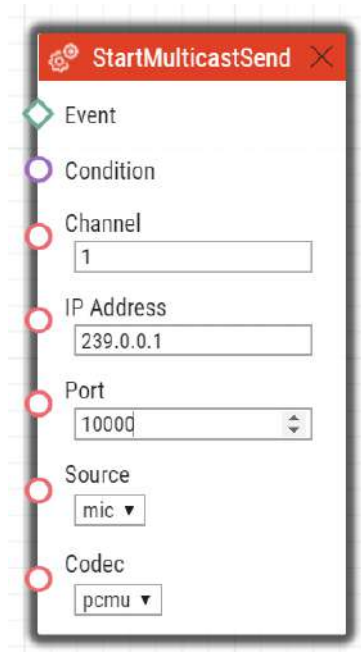 StartMulticastSend
Event
Condition
Channel
1
IP Address
239.0.0.1
Port
10000
Source
mic
Codec
pcmu